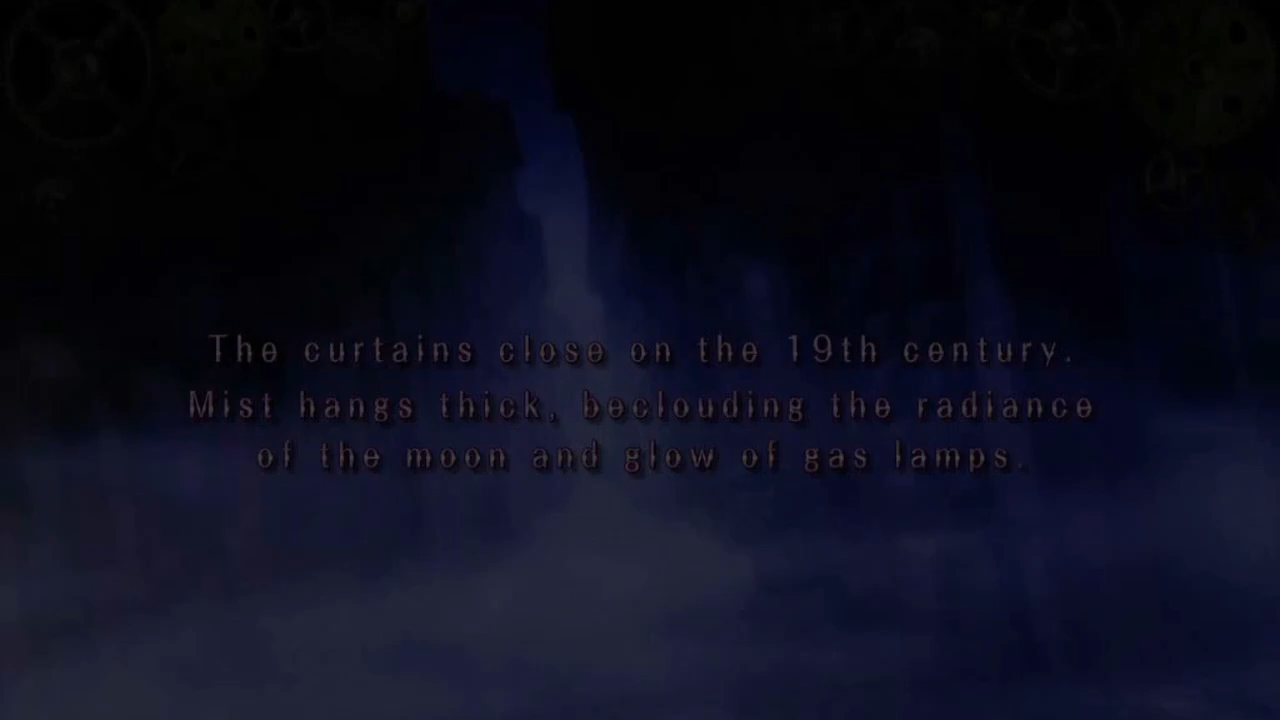 The curtains close on the 19th century.
Mist hangs thick, beclouding the radiance
of the moon and glow of gas lamps.